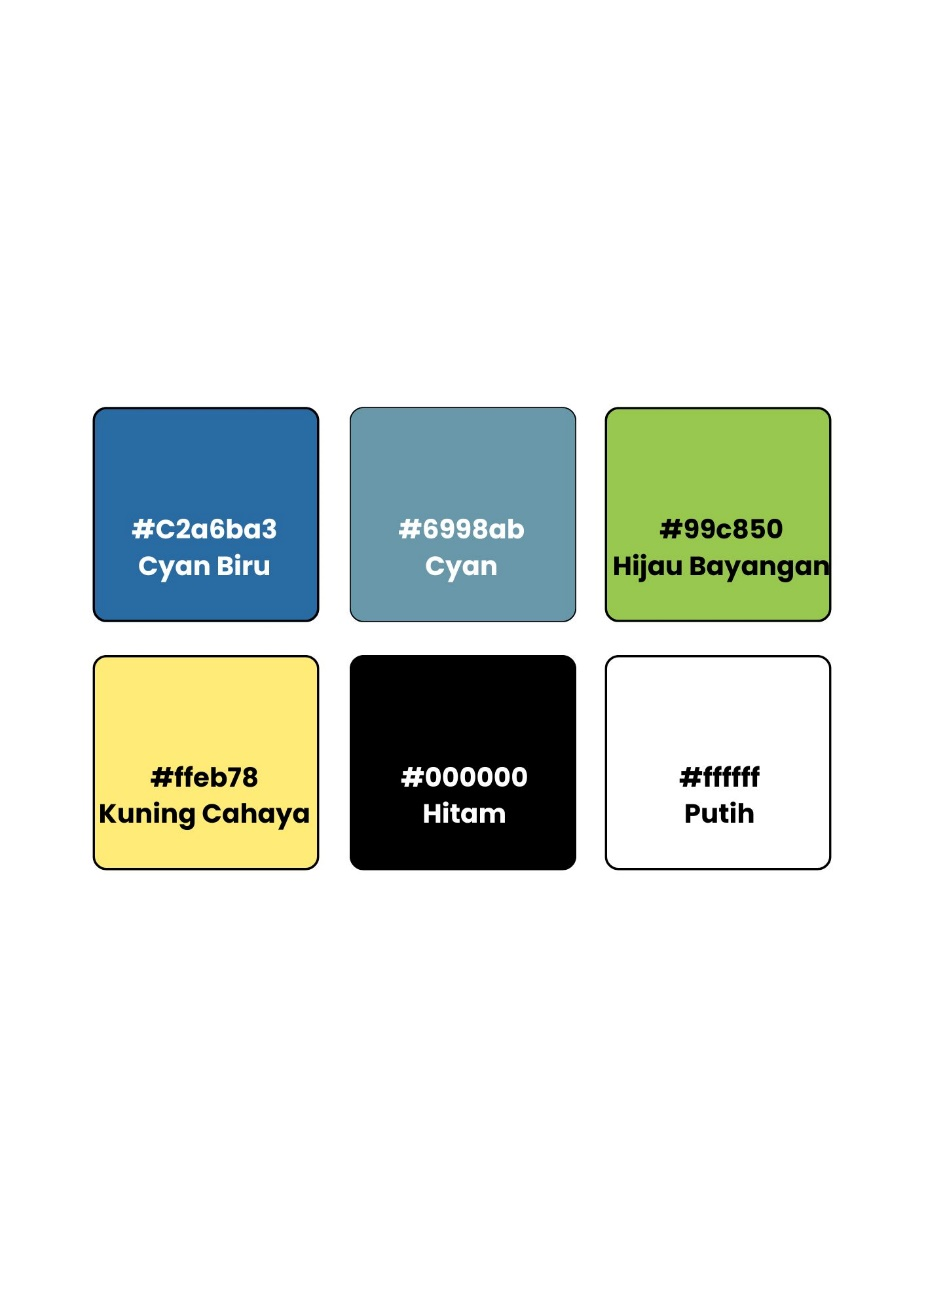 #C2a6ba3
Cyan Biru
#6998ab
Cyan
#99c850
Hijau Bayangan
#ffeb78
Kuning Cahaya
#000000
Hitam
#ffffff
Putih